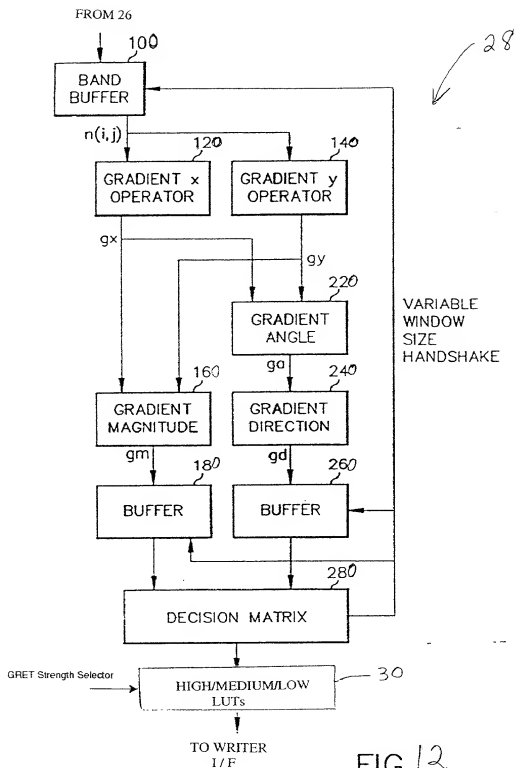 FROM 26
100
28
BAND
BUFFER
n(i,j)
120
140
GRADIENT x
OPERATOR
GRADIENT y
OPERATOR
gx
gy
220
GRADIENT
ANGLE
VARIABLE
WINDOW
SIZE
HANDSHAKE
ga
160
240
GRADIENT
MAGNITUDE
GRADIENT
DIRECTION
gm
gd
180
260
BUFFER
BUFFER
280
DECISION MATRIX
GRET Strength Selector
30
HIGH/MEDIUM/LOW
LUTs
TO WRITER
I/F
FIG. 12